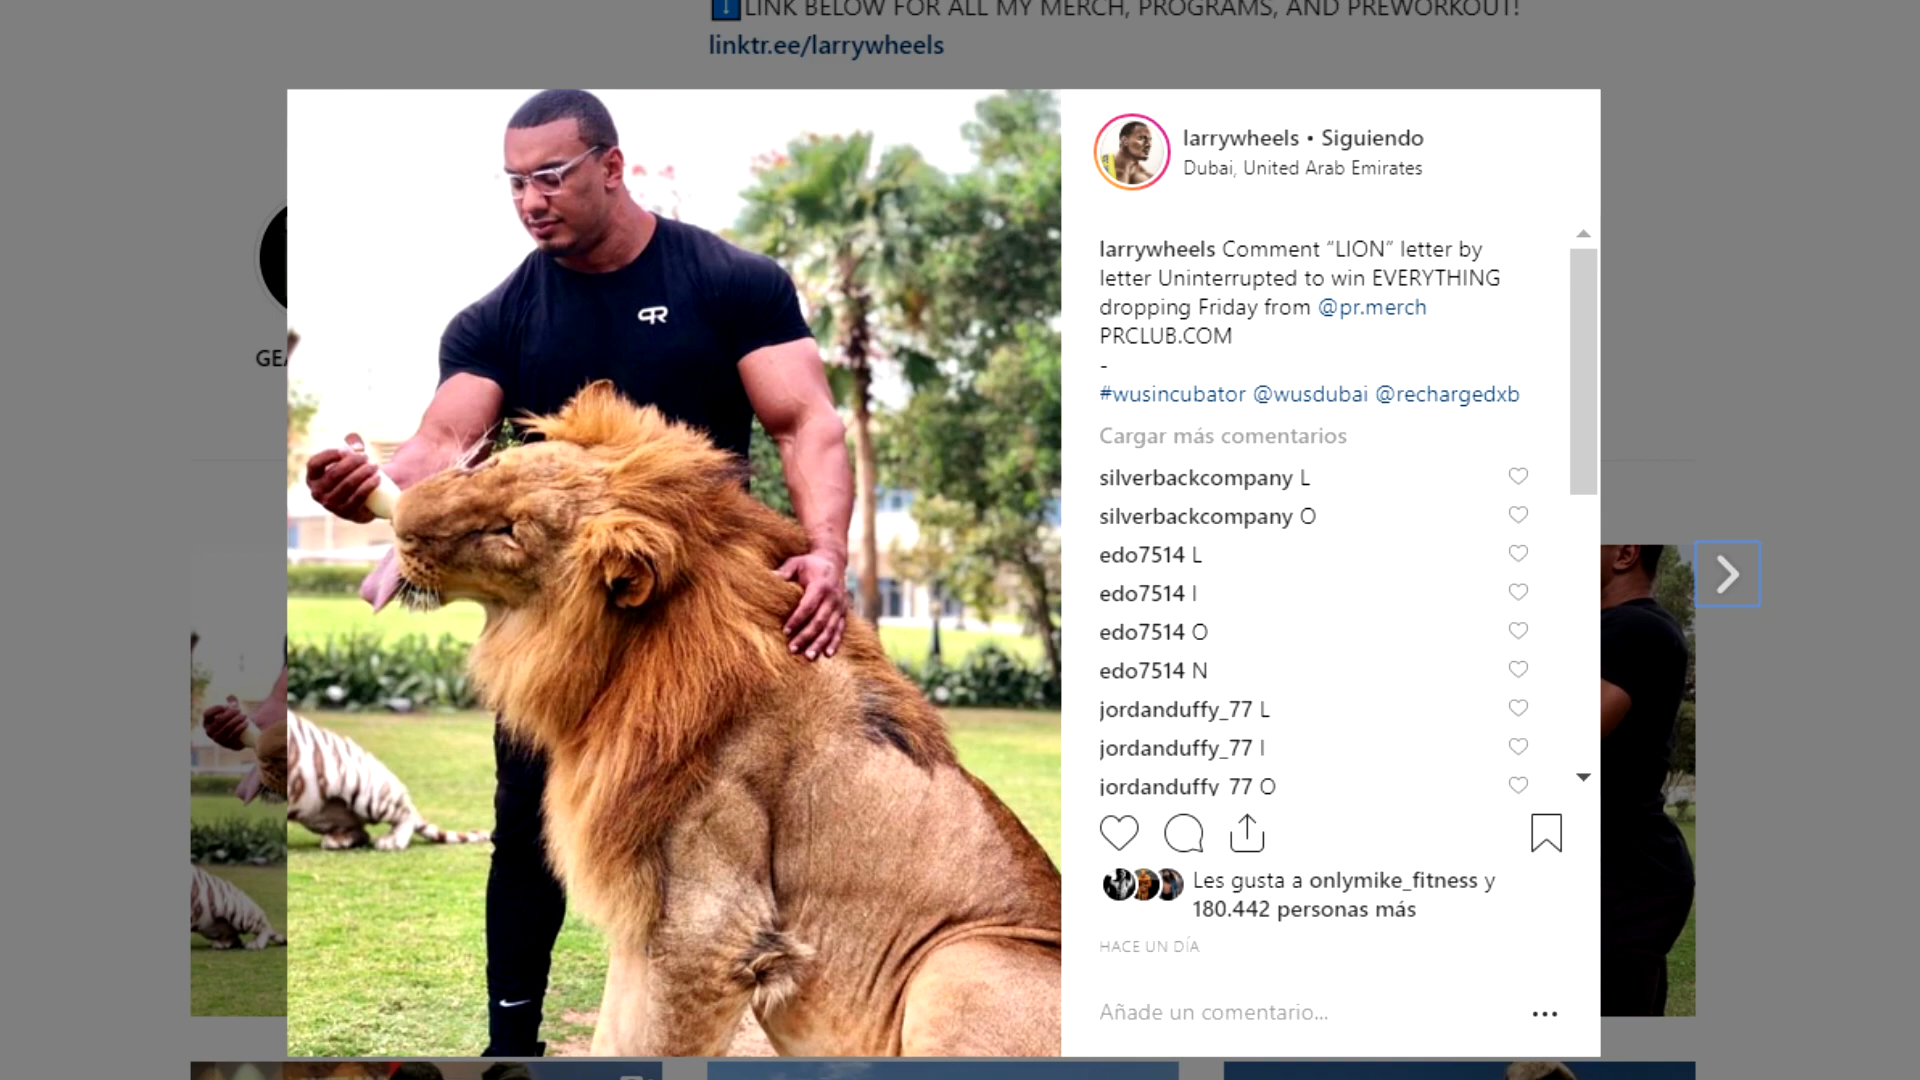 LINK BELOW FOR ALL MY MERCH, PROGRAMS, AND PREWORKOUT!
linktr.ee/larrywheels
GEA
PR
larrywheels • Siguiendo
Dubai, United Arab Emirates
larrywheels Comment “LION” letter by
letter Uninterrupted to win EVERYTHING
dropping Friday from @pr.merch
PRCLUB.COM
-
#wusincubator @wusdubai @rechargedxb
Cargar más comentarios
silverbackcompany L
silverbackcompany O
edo7514 L
edo7514 I
edo7514 O
edo7514 N
jordanduffy_77 L
jordanduffy_77 I
jordanduffy_77 O
Les gusta a onlymike_fitness y
180.442 personas más
HACE UN DÍA
Añade un comentario...